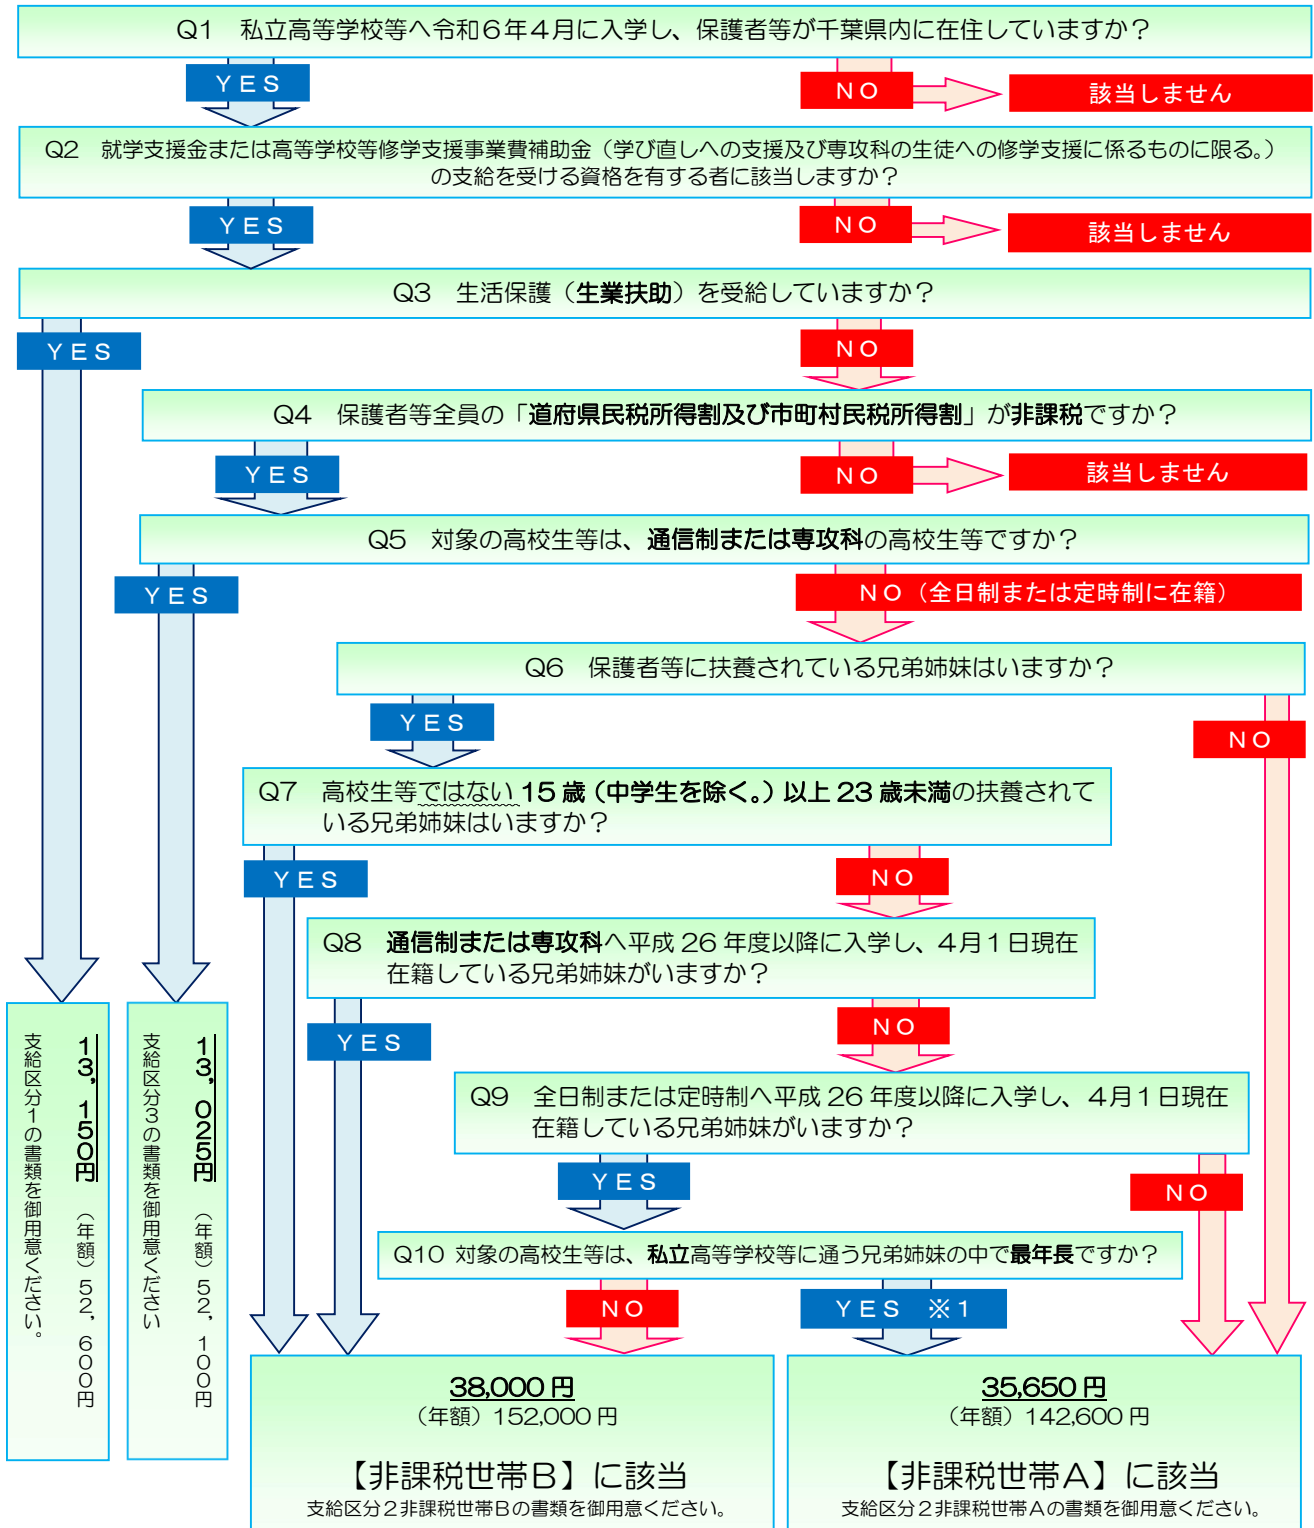 Q1　私立高等学校等へ令和６年４月に入学し、保護者等が千葉県内に在住していますか？
ＹＥＳ
ＮＯ
該当しません
Q2　就学支援金または高等学校等修学支援事業費補助金（学び直しへの支援及び専攻科の生徒への修学支援に係るものに限る。）
の支給を受ける資格を有する者に該当しますか？
ＹＥＳ
ＮＯ
該当しません
Q3　生活保護（生業扶助）を受給していますか？
ＹＥＳ
ＮＯ
Q4　保護者等全員の「道府県民税所得割及び市町村民税所得割」が非課税ですか？
ＹＥＳ
ＮＯ
該当しません
Q5　対象の高校生等は、通信制または専攻科の高校生等ですか？
ＹＥＳ
ＮＯ（全日制または定時制に在籍）
Q6　保護者等に扶養されている兄弟姉妹はいますか？
ＹＥＳ
ＮＯ
Q7　高校生等ではない 15 歳（中学生を除く。）以上 23 歳未満の扶養されて
いる兄弟姉妹はいますか？
ＹＥＳ
ＮＯ
Q8　通信制または専攻科へ平成 26 年度以降に入学し、４月１日現在
在籍している兄弟姉妹がいますか？
ＹＥＳ
ＮＯ
Q9　全日制または定時制へ平成 26 年度以降に入学し、４月１日現在
在籍している兄弟姉妹がいますか？
ＹＥＳ
ＮＯ
Q10 対象の高校生等は、私立高等学校等に通う兄弟姉妹の中で最年長ですか？
ＮＯ
ＹＥＳ　※１
１３，１５０円　（年額）５２，６００円
支給区分１の書類を御用意ください。
１３，０２５円　（年額）５２，１００円
支給区分３の書類を御用意ください
38,000 円
（年額）152,000 円
【非課税世帯Ｂ】に該当
支給区分２非課税世帯Ｂの書類を御用意ください。
35,650 円
（年額）142,600 円
【非課税世帯Ａ】に該当
支給区分２非課税世帯Ａの書類を御用意ください。